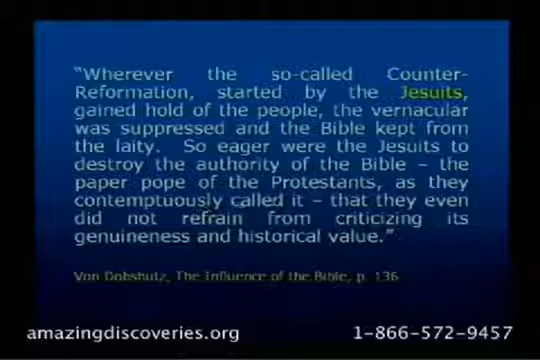 “Wherever the so-called Counter-
Reformation, started by the Jesuits,
gained hold of the people, the vernacular
was suppressed and the Bible kept from
the laity. So eager were the Jesuits to
destroy the authority of the Bible – the
paper pope of the Protestants, as they
contemptuously called it – that they even
did not refrain from criticizing its
genuineness and historical value.”
Von Dobshutz, The Influence of the Bible, p. 136
amazingdiscoveries.org
1-866-572-9457